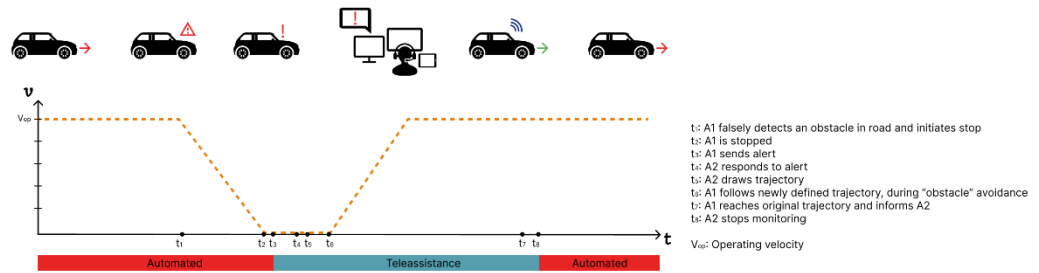 !
!
v
Vop
t₁: A1 falsely detects an obstacle in road and initiates stop
t₂: A1 is stopped
t₃: A1 sends alert
t₄: A2 responds to alert
t₅: A2 draws trajectory
t₆: A1 follows newly defined trajectory, during "obstacle" avoidance
t₇: A1 reaches original trajectory and informs A2
t₈: A2 stops monitoring
Vop: Operating velocity
t₁ t₂ t₃ t₄ t₅ t₆ t₇ t₈ t
Automated Teleassistance Automated